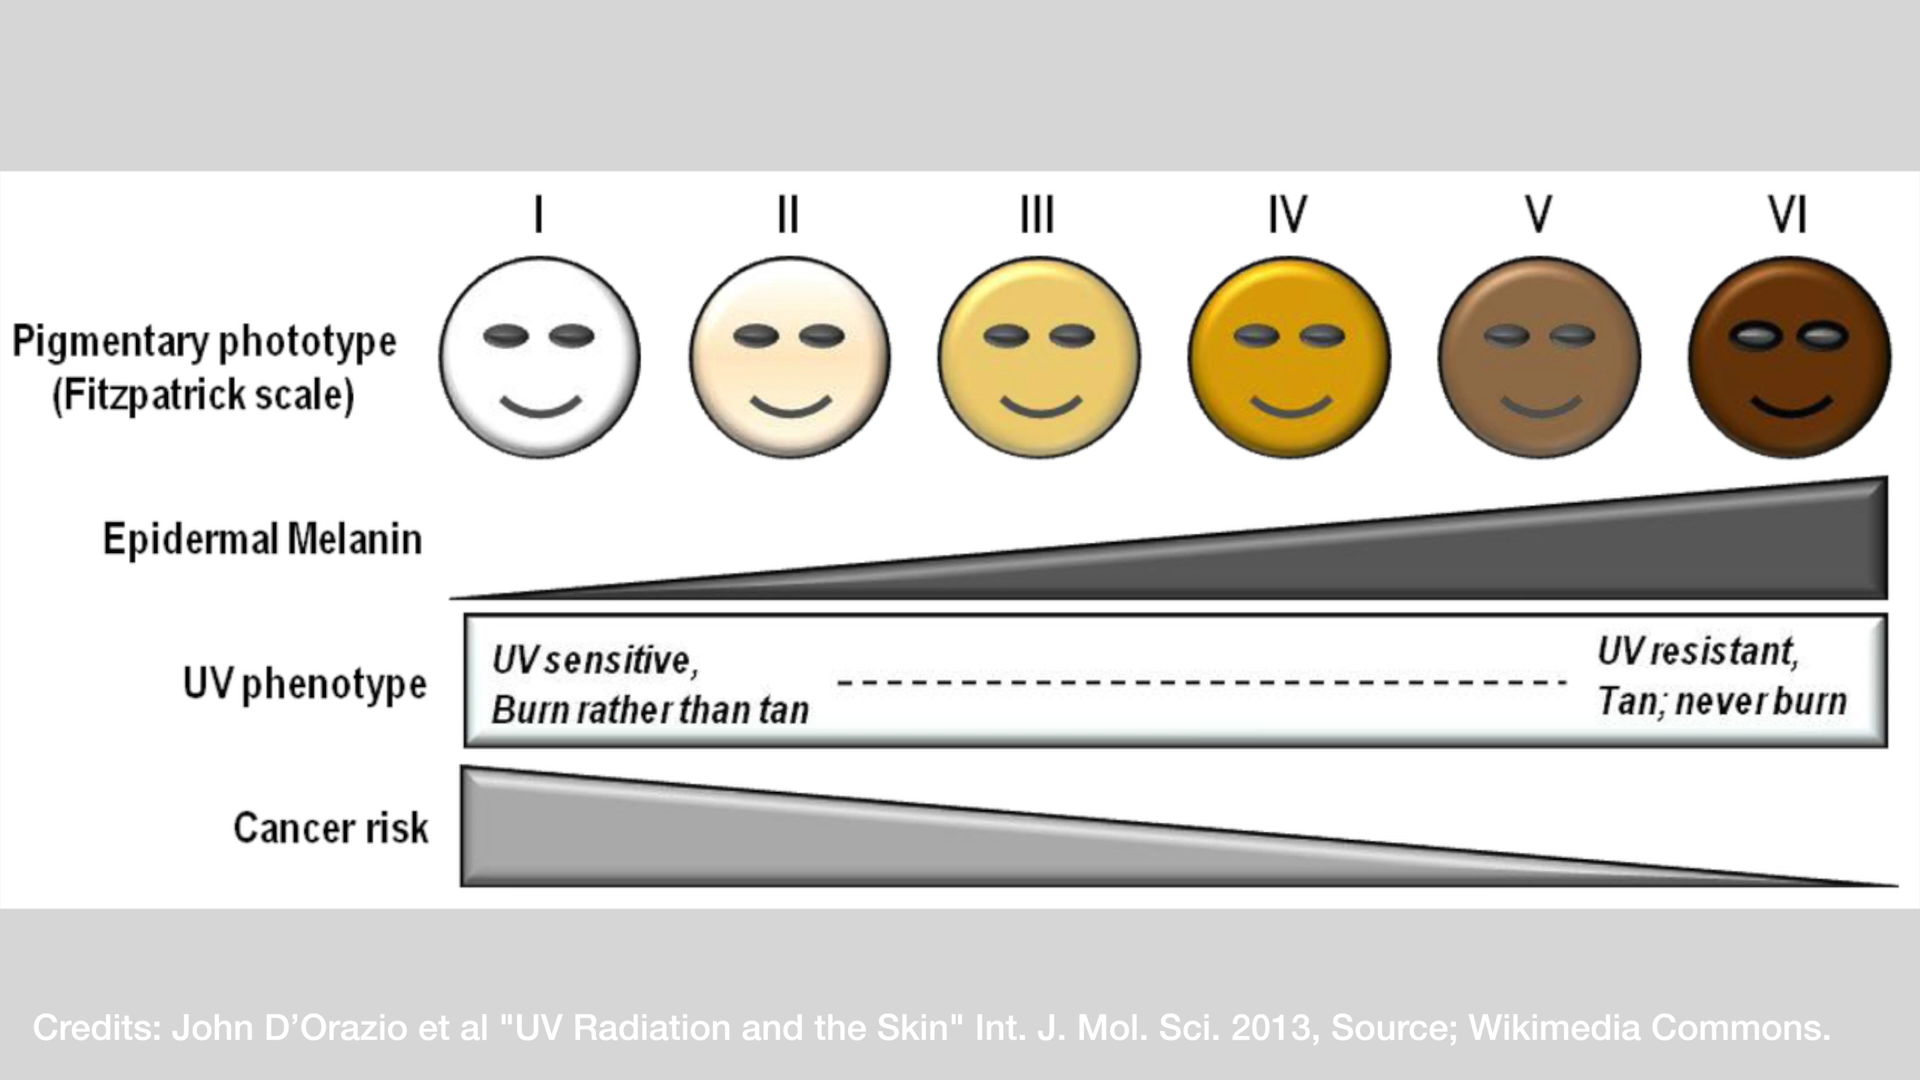 I II III IV V VI
Pigmentary phototype
(Fitzpatrick scale)
Epidermal Melanin
UV phenotype
UV sensitive,
Burn rather than tan
UV resistant,
Tan; never burn
Cancer risk
Credits: John D’Orazio et al "UV Radiation and the Skin" Int. J. Mol. Sci. 2013, Source; Wikimedia Commons.